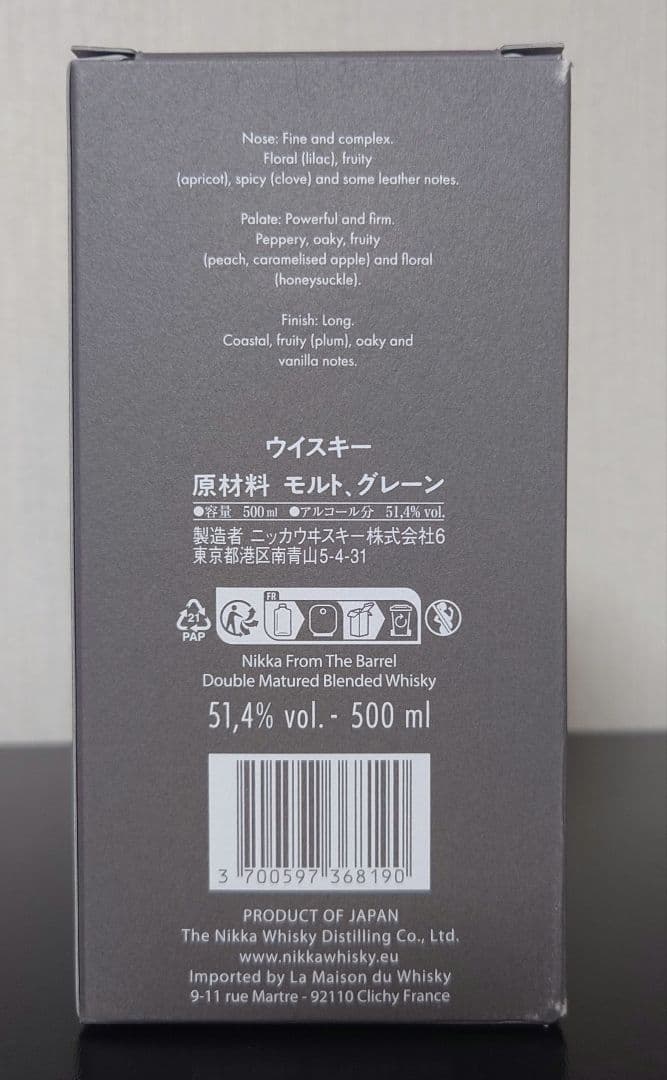 Nose: Fine and complex.
Floral (lilac), fruity
(apricot), spicy (clove) and some leather notes.
Palate: Powerful and firm.
Peppery, oaky, fruity
(peach, caramelised apple) and floral
(honeysuckle).
Finish: Long.
Coastal, fruity (plum), oaky and
vanilla notes.
ウイスキー
原材料 モルト、グレーン
●容量 500ml ●アルコール分 51,4% vol.
製造者 ニッカウヰスキー株式会社6
東京都港区南青山5-4-31
FR
21
PAP
Nikka From The Barrel
Double Matured Blended Whisky
51,4% vol. - 500 ml
3 700597 368190
PRODUCT OF JAPAN
The Nikka Whisky Distilling Co., Ltd.
www.nikkawhisky.eu
Imported by La Maison du Whisky
9-11 rue Martre - 92110 Clichy France